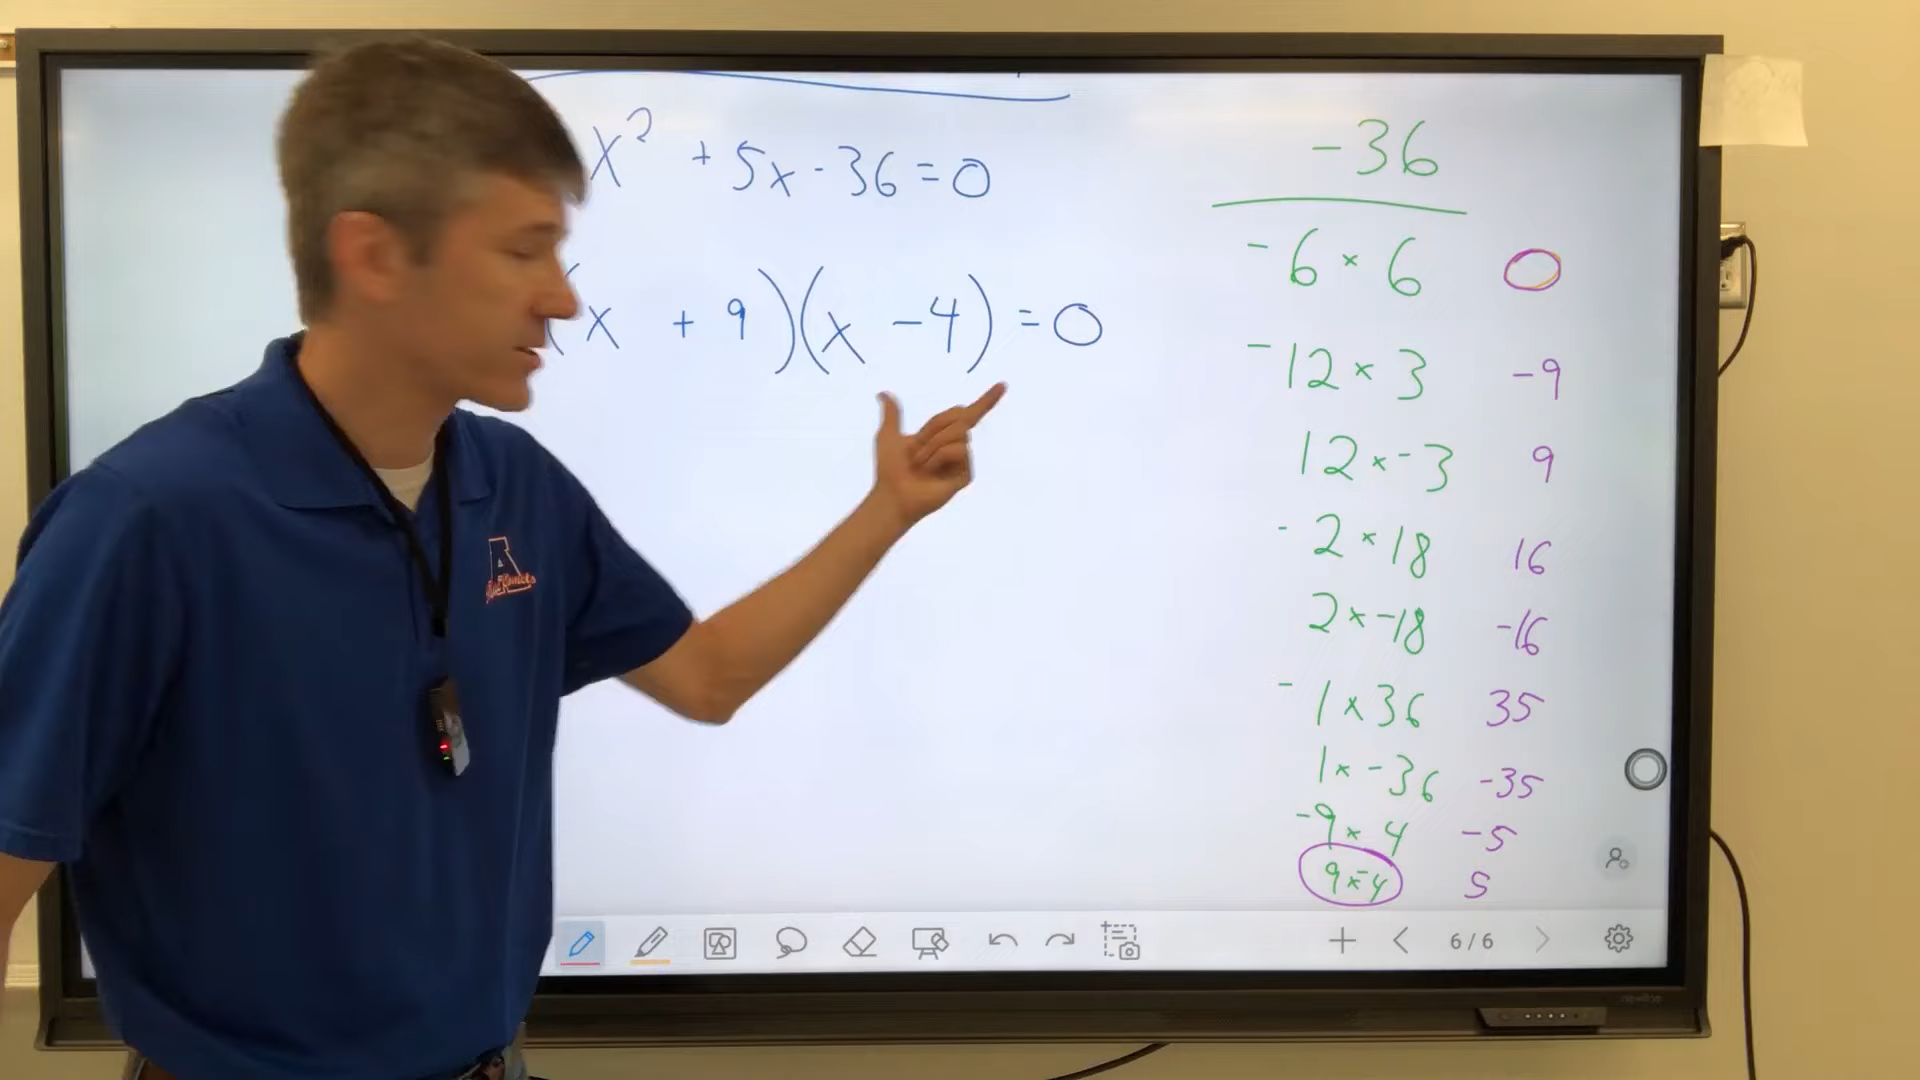 x² + 5x - 36 = 0
(x + 9)(x - 4) = 0
-36
-6 × 6 0
-12 × 3 -9
12 × -3 9
-2 × 18 16
2 × -18 -16
-1 × 36 35
1 × -36 -35
-9 × 4 -5
9 × -4 5
6/6
A
newline